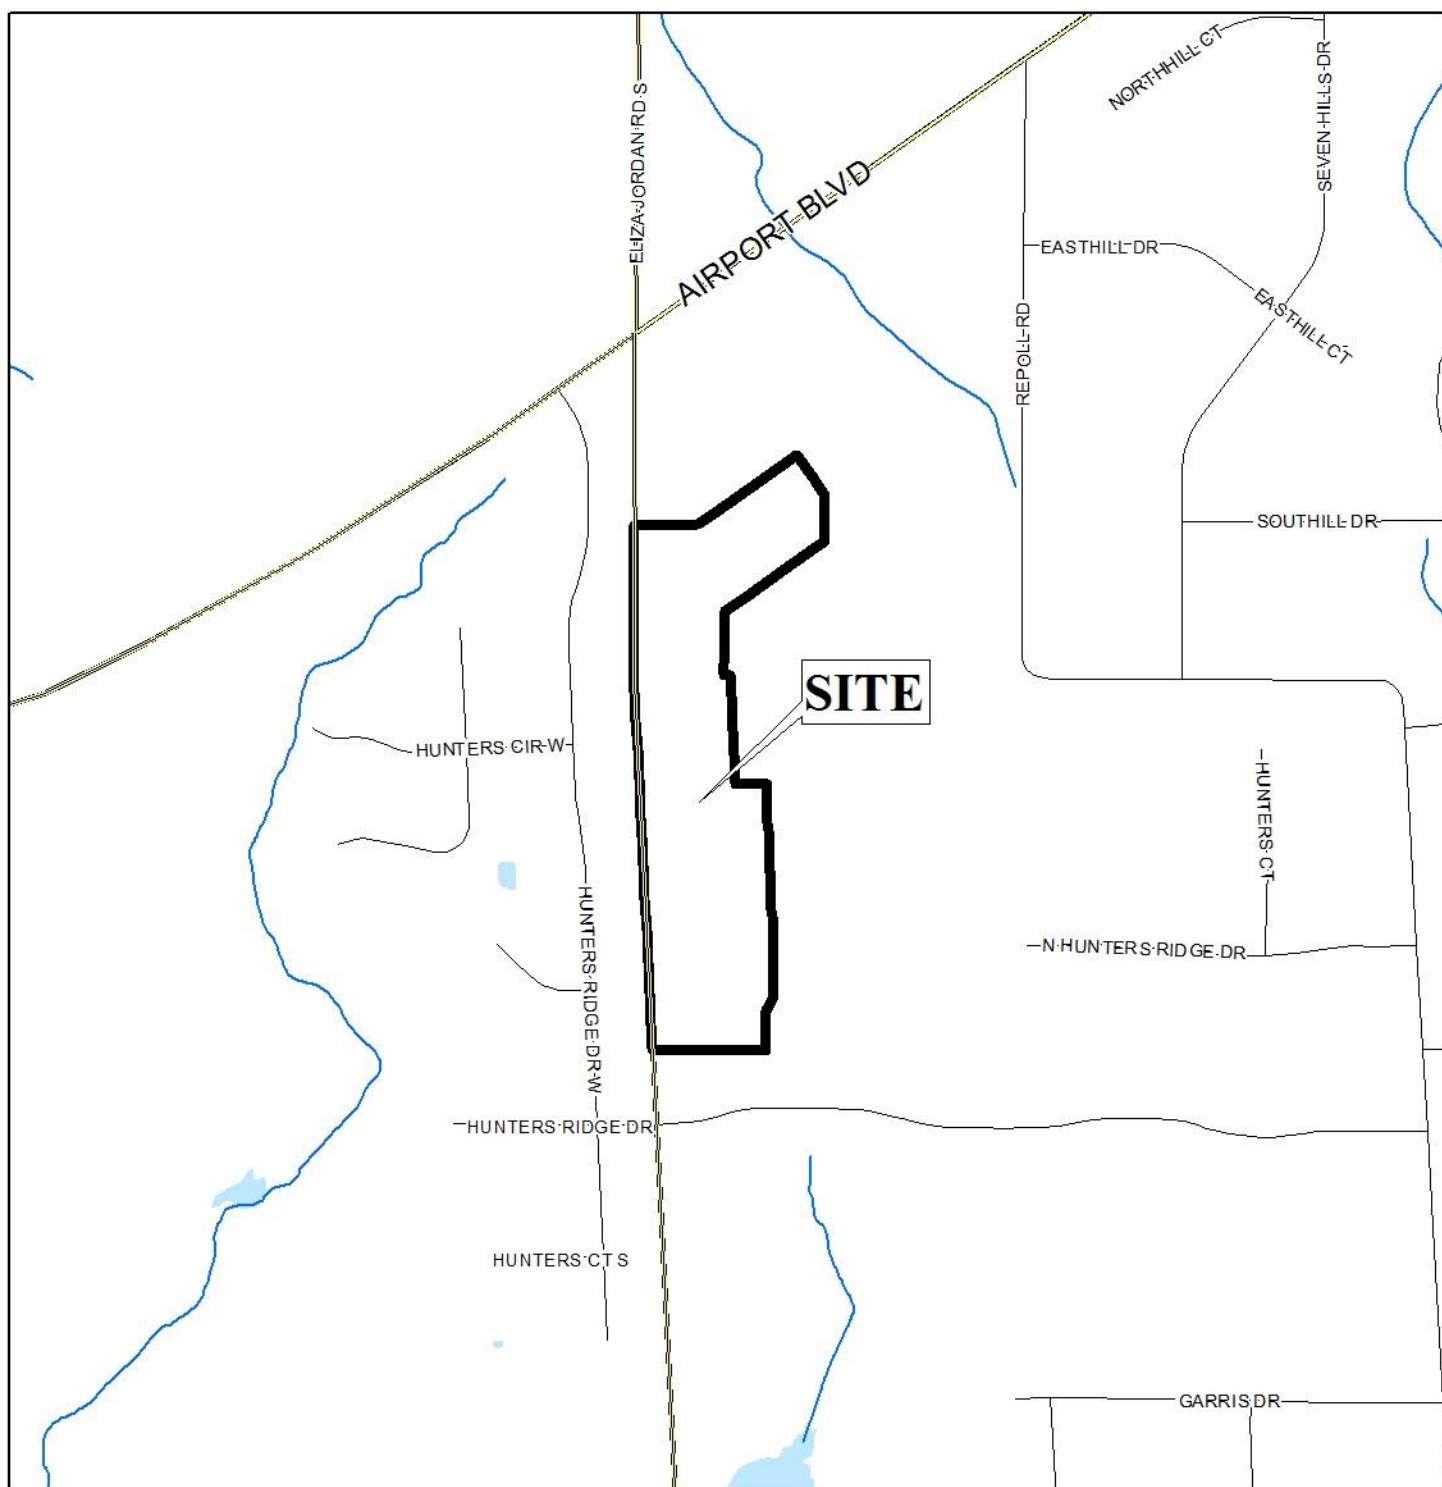 NORTHHILL CT
SEVEN HILLS DR
ELIZA JORDAN RD S
AIRPORT BLVD
EASTHILL DR
EASTHILL CT
REPOLL RD
SOUTHILL DR
SITE
HUNTERS CIR W
HUNTERS CT
HUNTERS RIDGE DR W
N HUNTERS RIDGE DR
HUNTERS RIDGE DR
HUNTERS CT S
GARRIS DR